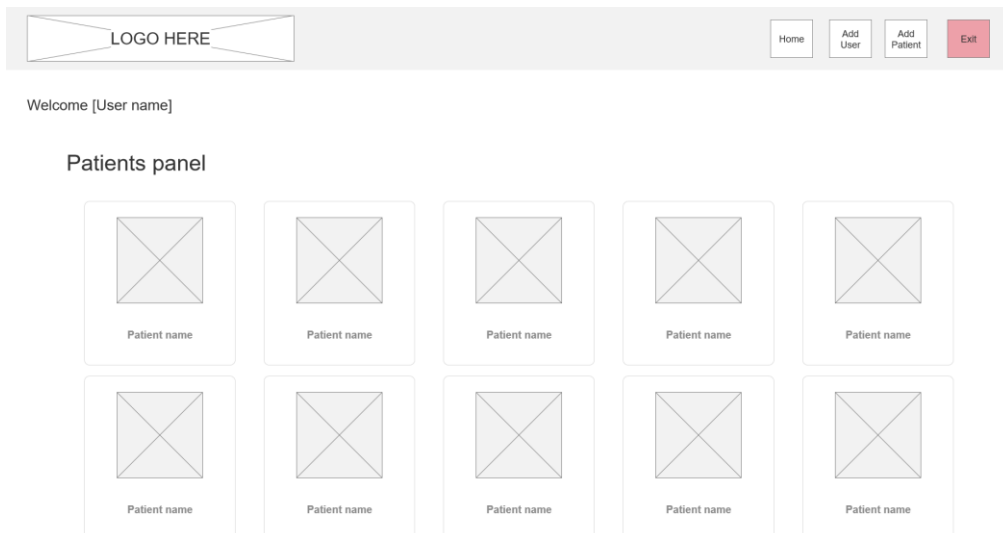 LOGO HERE
Home
Add
User
Add
Patient
Exit
Welcome [User name]
Patients panel
Patient name
Patient name
Patient name
Patient name
Patient name
Patient name
Patient name
Patient name
Patient name
Patient name